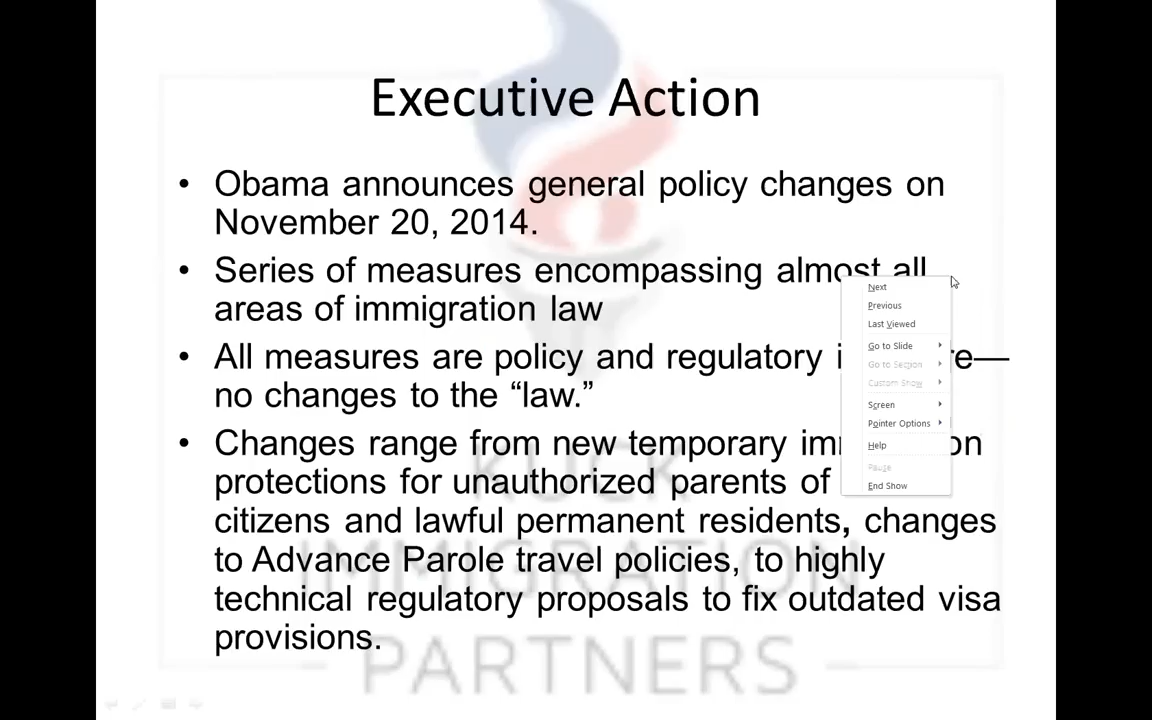 Executive Action
• Obama announces general policy changes on
November 20, 2014.
• Series of measures encompassing almost all
areas of immigration law
• All measures are policy and regulatory i re—
no changes to the “law.”
• Changes range from new temporary imm on
protections for unauthorized parents of
citizens and lawful permanent residents, changes
to Advance Parole travel policies, to highly
technical regulatory proposals to fix outdated visa
provisions.
Next
Previous
Last Viewed
Go to Slide
Go to Section
Custom Show
Screen
Pointer Options
Help
Pause
End Show
KUCK
IMMIGRATION
PARTNERS